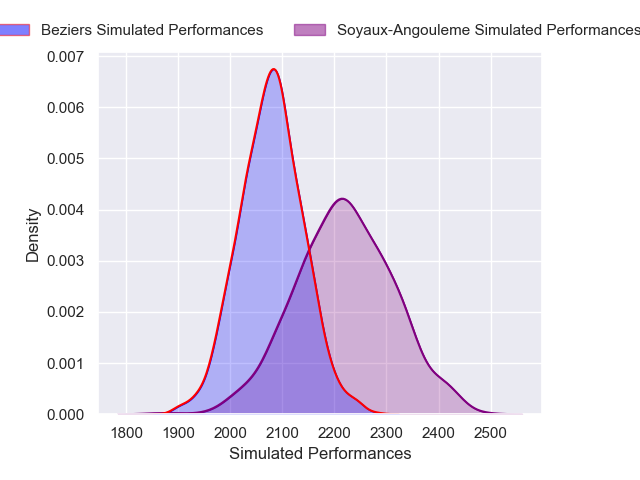 Beziers Simulated Performances
Soyaux-Angouleme Simulated Performances
0.007
0.006
0.005
0.004
0.003
0.002
0.001
0.000
Density
1800 1900 2000 2100 2200 2300 2400 2500
Simulated Performances